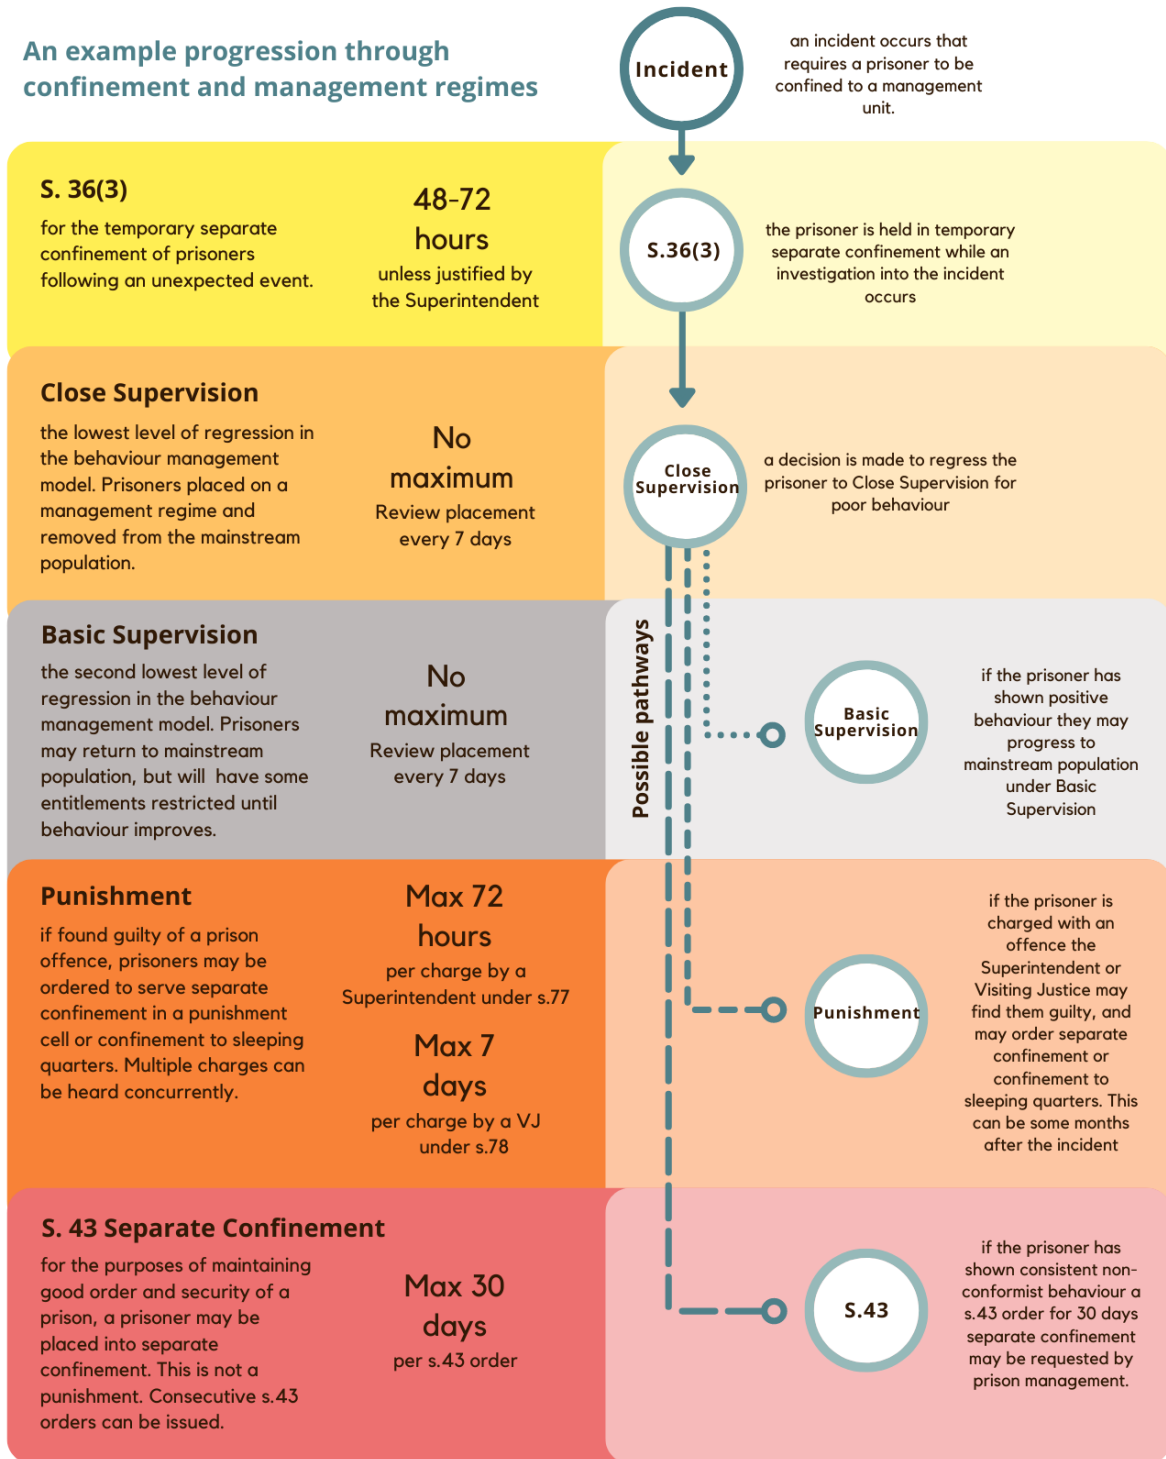 An example progression through
confinement and management regimes
Incident
an incident occurs that
requires a prisoner to be
confined to a management
unit.
S. 36(3)
for the temporary separate
confinement of prisoners
following an unexpected event.
48-72
hours
unless justified by
the Superintendent
S.36(3)
the prisoner is held in temporary
separate confinement while an
investigation into the incident
occurs
Close Supervision
the lowest level of regression in
the behaviour management
model. Prisoners placed on a
management regime and
removed from the mainstream
population.
No
maximum
Review placement
every 7 days
Close
Supervision
a decision is made to regress the
prisoner to Close Supervision for
poor behaviour
Basic Supervision
the second lowest level of
regression in the behaviour
management model. Prisoners
may return to mainstream
population, but will have some
entitlements restricted until
behaviour improves.
No
maximum
Review placement
every 7 days
Possible pathways
Basic
Supervision
if the prisoner has
shown positive
behaviour they may
progress to
mainstream population
under Basic
Supervision
Punishment
if found guilty of a prison
offence, prisoners may be
ordered to serve separate
confinement in a punishment
cell or confinement to sleeping
quarters. Multiple charges can
be heard concurrently.
Max 72
hours
per charge by a
Superintendent under s.77
Max 7
days
per charge by a VJ
under s.78
Punishment
if the prisoner is
charged with an
offence the
Superintendent or
Visiting Justice may
find them guilty, and
may order separate
confinement or
confinement to
sleeping quarters. This
can be some months
after the incident
S. 43 Separate Confinement
for the purposes of maintaining
good order and security of a
prison, a prisoner may be
placed into separate
confinement. This is not a
punishment. Consecutive s.43
orders can be issued.
Max 30
days
per s.43 order
S.43
if the prisoner has
shown consistent non-
conformist behaviour a
s.43 order for 30 days
separate confinement
may be requested by
prison management.